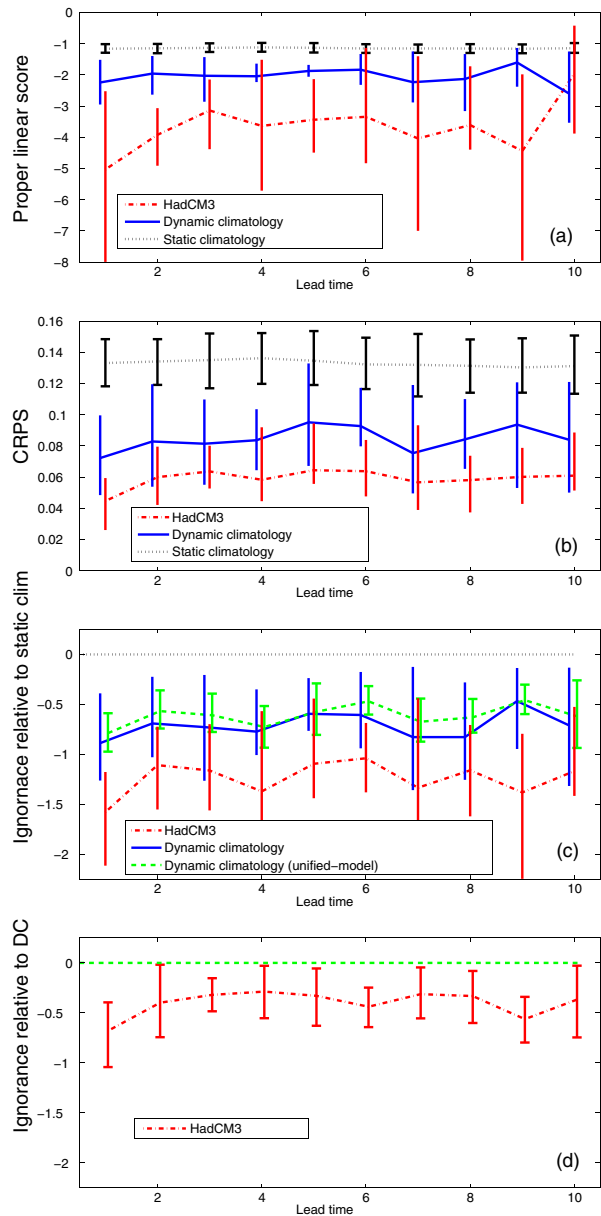 Proper linear score
−1
0
−1
−2
−3
−4
−5
−6
−7
−8
HadCM3
Dynamic climatology
Static climatology
(a)
2
4
6
8
10
Lead time
CRPS
0.16
0.14
0.12
0.1
0.08
0.06
0.04
0.02
0
HadCM3
Dynamic climatology
Static climatology
(b)
2
4
6
8
10
Lead time
Ignornace relative to static clim
0
−0.5
−1
−1.5
−2
HadCM3
Dynamic climatology
Dynamic climatology (unified−model)
(c)
2
4
6
8
10
Lead time
Ignorance relative to DC
0
−0.5
−1
−1.5
−2
HadCM3
(d)
2
4
6
8
10
Lead time